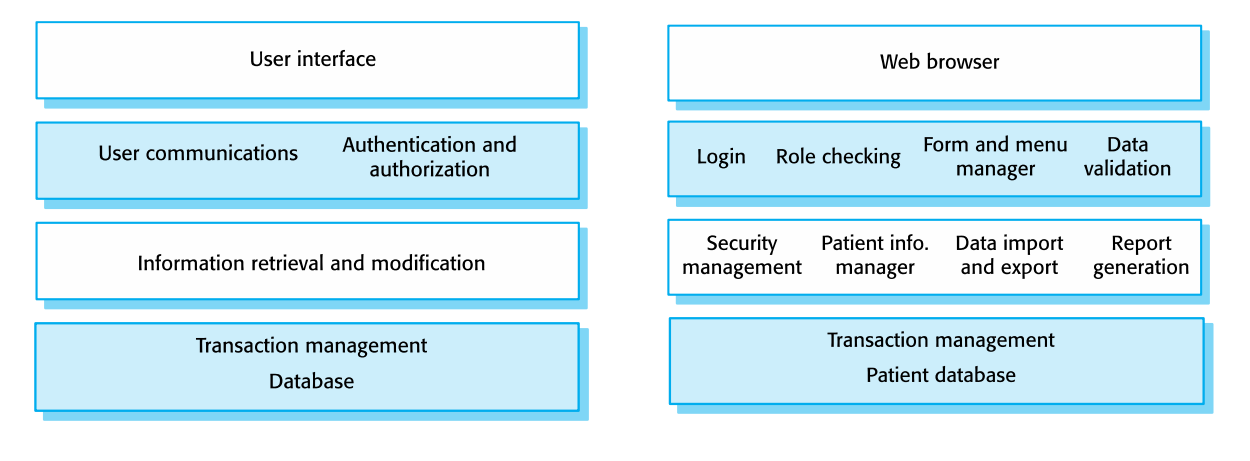 User interface
User communications
Authentication and
authorization
Information retrieval and modification
Transaction management
Database
Web browser
Login
Role checking
Form and menu
manager
Data
validation
Security
management
Patient info.
manager
Data import
and export
Report
generation
Transaction management
Patient database